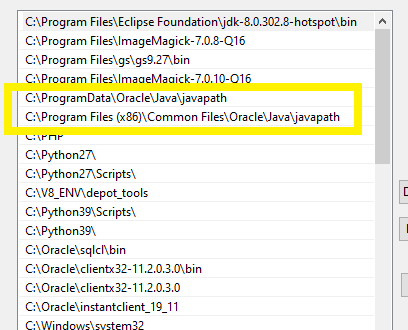 C:\Program Files\Eclipse Foundation\jdk-8.0.302.8-hotspot\bin
C:\Program Files\ImageMagick-7.0.8-Q16
C:\Program Files\gs\gs9.27\bin
C:\Program Files\ImageMagick-7.0.10-Q16
C:\ProgramData\Oracle\Java\javapath
C:\Program Files (x86)\Common Files\Oracle\Java\javapath
C:\PHP
C:\Python27\
C:\Python27\Scripts\
C:\V8_ENV\depot_tools
C:\Python39\Scripts\
C:\Python39\
C:\Oracle\sqlcl\bin
C:\Oracle\clientx32-11.2.0.3.0\bin
C:\Oracle\clientx32-11.2.0.3.0
C:\Oracle\instantclient_19_11
C:\Windows\system32